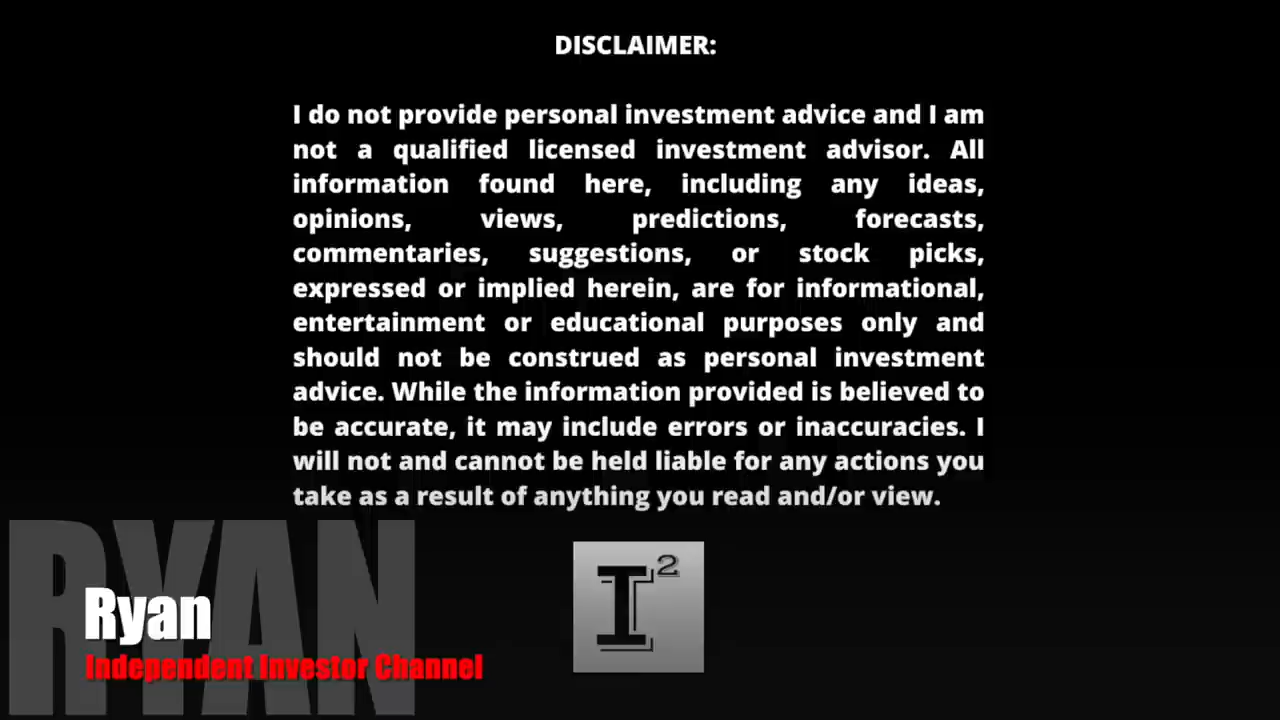 DISCLAIMER:
I do not provide personal investment advice and I am
not a qualified licensed investment advisor. All
information found here, including any ideas,
opinions, views, predictions, forecasts,
commentaries, suggestions, or stock picks,
expressed or implied herein, are for informational,
entertainment or educational purposes only and
should not be construed as personal investment
advice. While the information provided is believed to
be accurate, it may include errors or inaccuracies. I
will not and cannot be held liable for any actions you
take as a result of anything you read and/or view.
RYAN
Ryan
Independent Investor Channel
I²